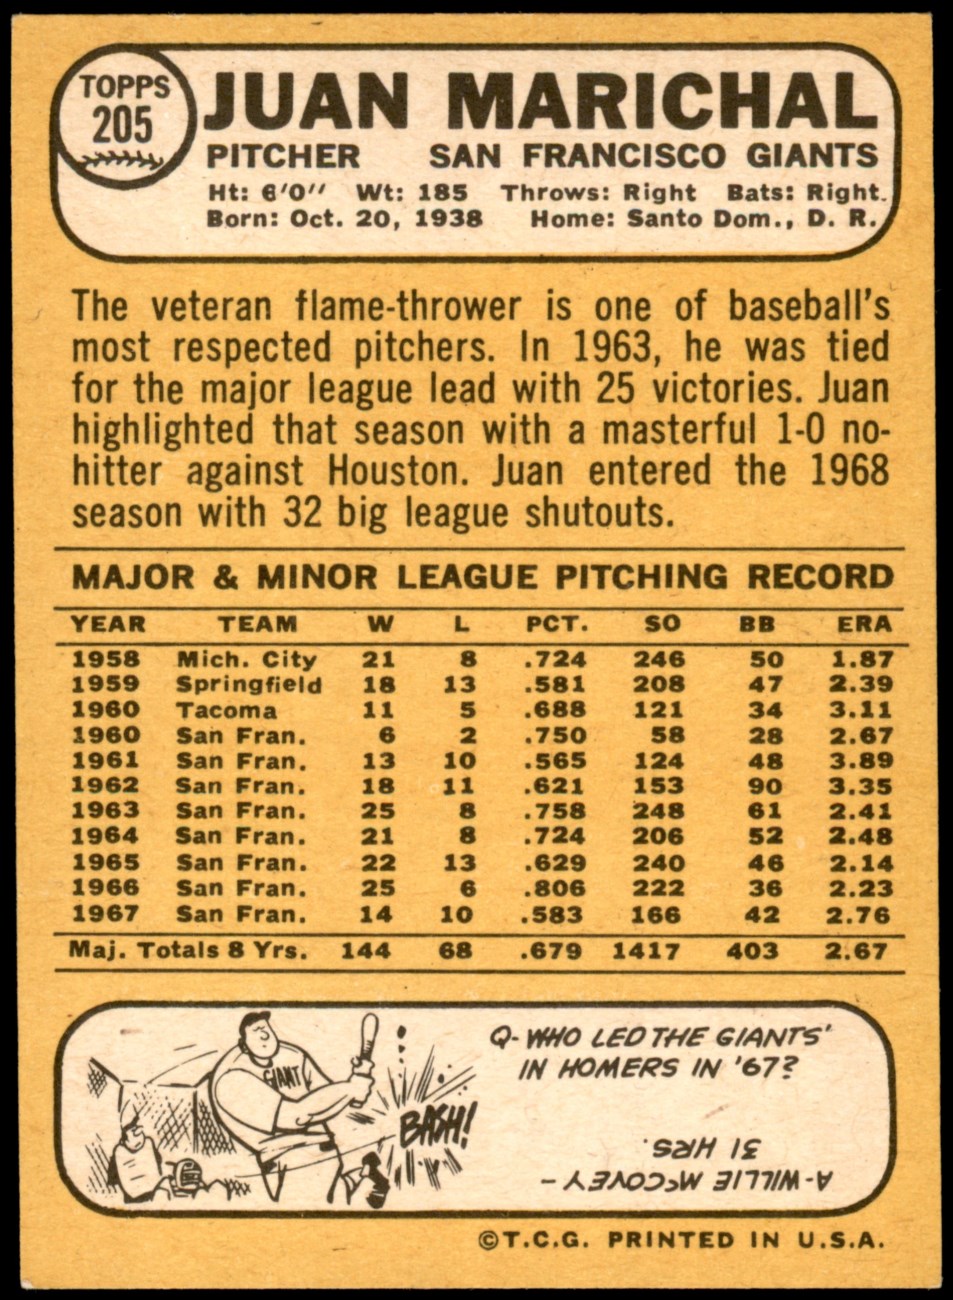 TOPPS
205
JUAN MARICHAL
PITCHER SAN FRANCISCO GIANTS
Ht: 6'0" Wt: 185 Throws: Right Bats: Right.
Born: Oct. 20, 1938 Home: Santo Dom., D. R.
The veteran flame-thrower is one of baseball's
most respected pitchers. In 1963, he was tied
for the major league lead with 25 victories. Juan
highlighted that season with a masterful 1-0 no-
hitter against Houston. Juan entered the 1968
season with 32 big league shutouts.
MAJOR & MINOR LEAGUE PITCHING RECORD
YEAR TEAM W L PCT. SO BB ERA
1958 Mich. City 21 8 .724 246 50 1.87
1959 Springfield 18 13 .581 208 47 2.39
1960 Tacoma 11 5 .688 121 34 3.11
1960 San Fran. 6 2 .750 58 28 2.67
1961 San Fran. 13 10 .565 124 48 3.89
1962 San Fran. 18 11 .621 153 90 3.35
1963 San Fran. 25 8 .758 248 61 2.41
1964 San Fran. 21 8 .724 206 52 2.48
1965 San Fran. 22 13 .629 240 46 2.14
1966 San Fran. 25 6 .806 222 36 2.23
1967 San Fran. 14 10 .583 166 42 2.76
Maj. Totals 8 Yrs. 144 68 .679 1417 403 2.67
GIANT
BASH!
Q-WHO LED THE GIANTS'
IN HOMERS IN '67?
A-WILLIE McCOVEY-
31 HRS.
©T.C.G. PRINTED IN U.S.A.